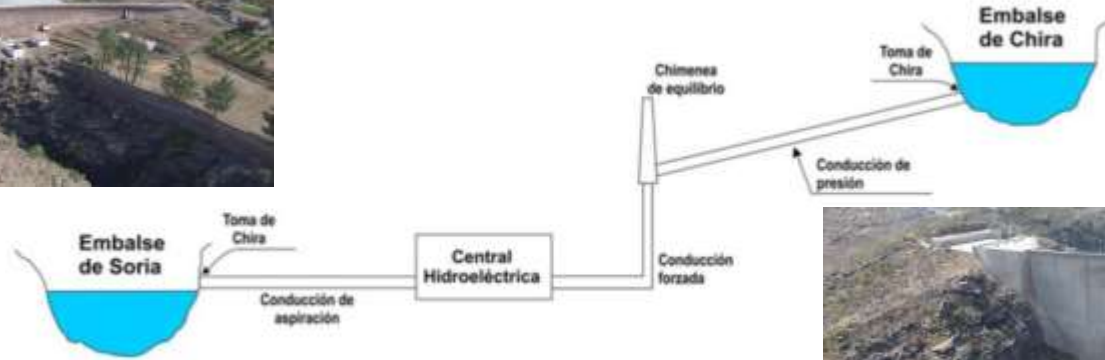 Embalse
de Chira
Toma de
Chira
Chimenea
de equilibrio
Conducción de
presión
Toma de
Chira
Embalse
de Soria
Central
Hidroeléctrica
Conducción
forzada
Conducción de
aspiración